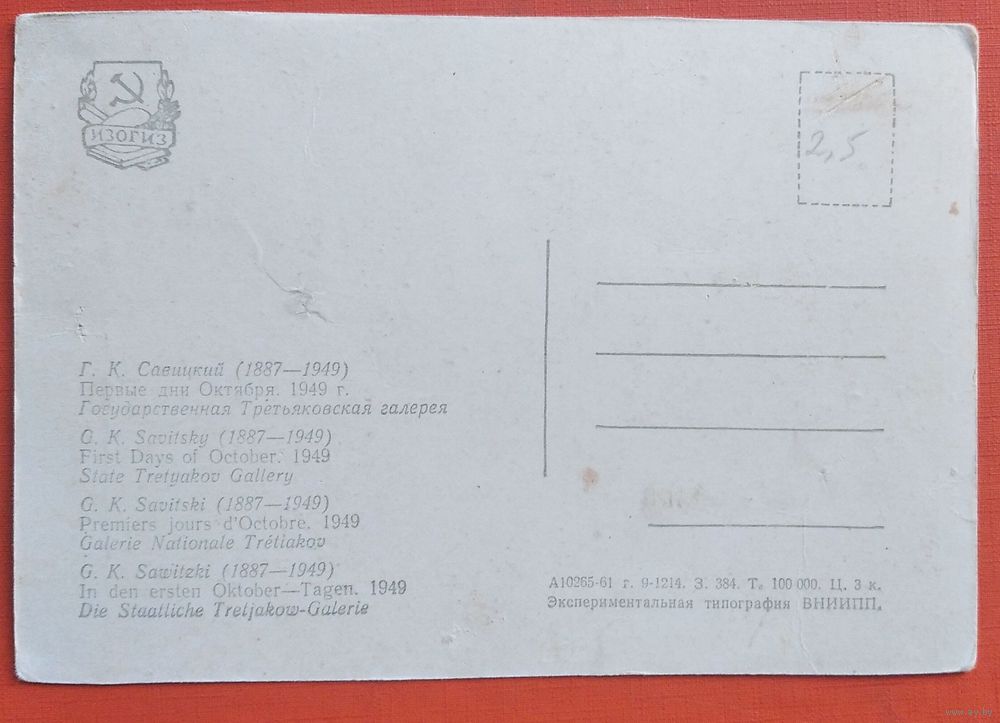 ИЗОГИЗ
2,5
Г. К. Савицкий (1887—1949)
Первые дни Октября. 1949 г.
Государственная Третьяковская галерея
G. K. Savitsky (1887—1949)
First Days of October. 1949
State Tretyakov Gallery
G. K. Savitski (1887—1949)
Premiers jours d'Octobre. 1949
Galerie Nationale Trétiakov
G. K. Sawitzki (1887—1949)
In den ersten Oktober—Tagen. 1949
Die Staatliche Tretjakow-Galerie
А10265-61 г. 9-1214. З. 384. Т. 100 000. Ц. 3 к.
Экспериментальная типография ВНИИПП.
www.ay.by